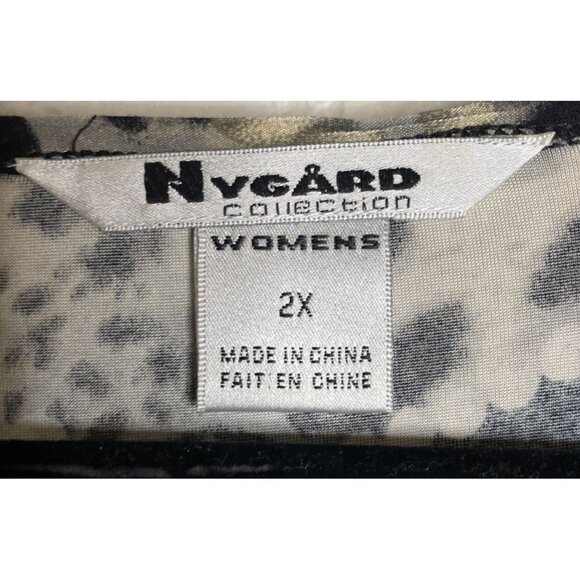 NYGÅRD
collection
WOMENS
2X
MADE IN CHINA
FAIT EN CHINE